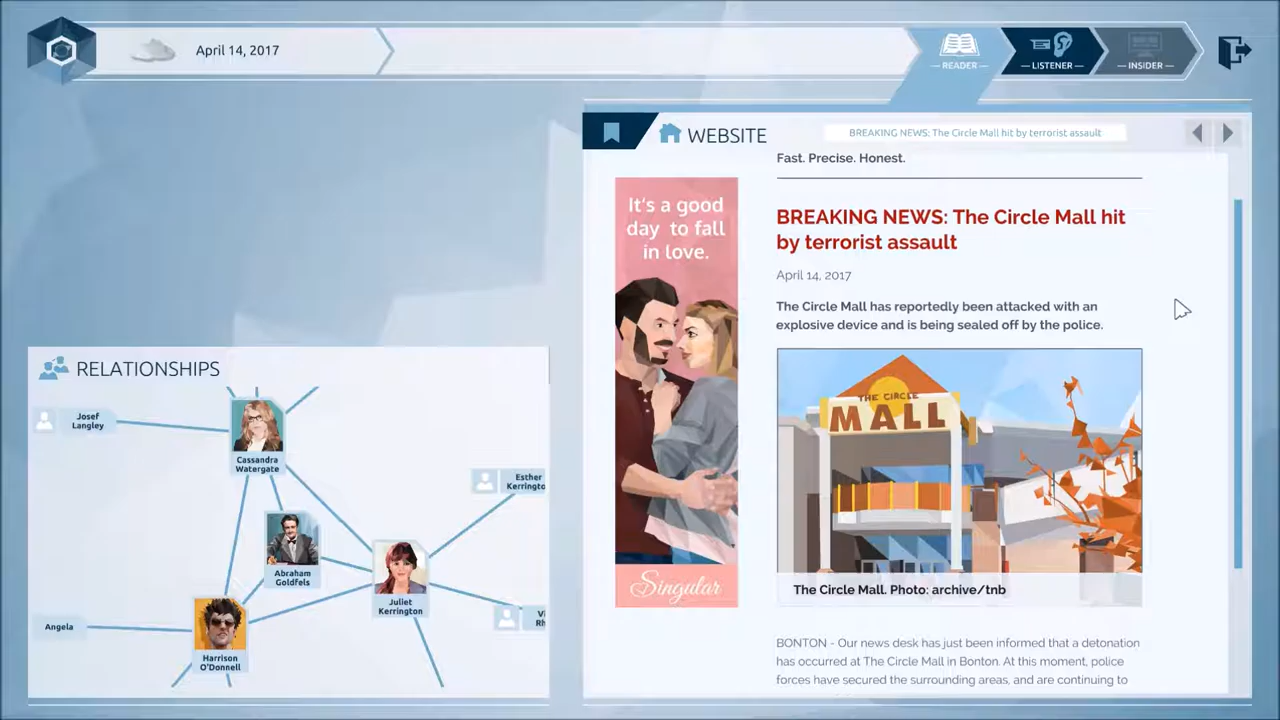 April 14, 2017
— READER —
— LISTENER —
— INSIDER —
WEBSITE
BREAKING NEWS: The Circle Mall hit by terrorist assault
Fast. Precise. Honest.
It's a good
day to fall
in love.
Singular
BREAKING NEWS: The Circle Mall hit
by terrorist assault
April 14, 2017
The Circle Mall has reportedly been attacked with an
explosive device and is being sealed off by the police.
THE CIRCLE
MALL
The Circle Mall. Photo: archive/tnb
BONTON - Our news desk has just been informed that a detonation
has occurred at The Circle Mall in Bonton. At this moment, police
forces have secured the surrounding areas, and are continuing to
RELATIONSHIPS
Josef
Langley
Cassandra
Watergate
Esther
Kerringto
Abraham
Goldfels
Juliet
Kerrington
Vi
Rh
Angela
Harrison
O'Donnell